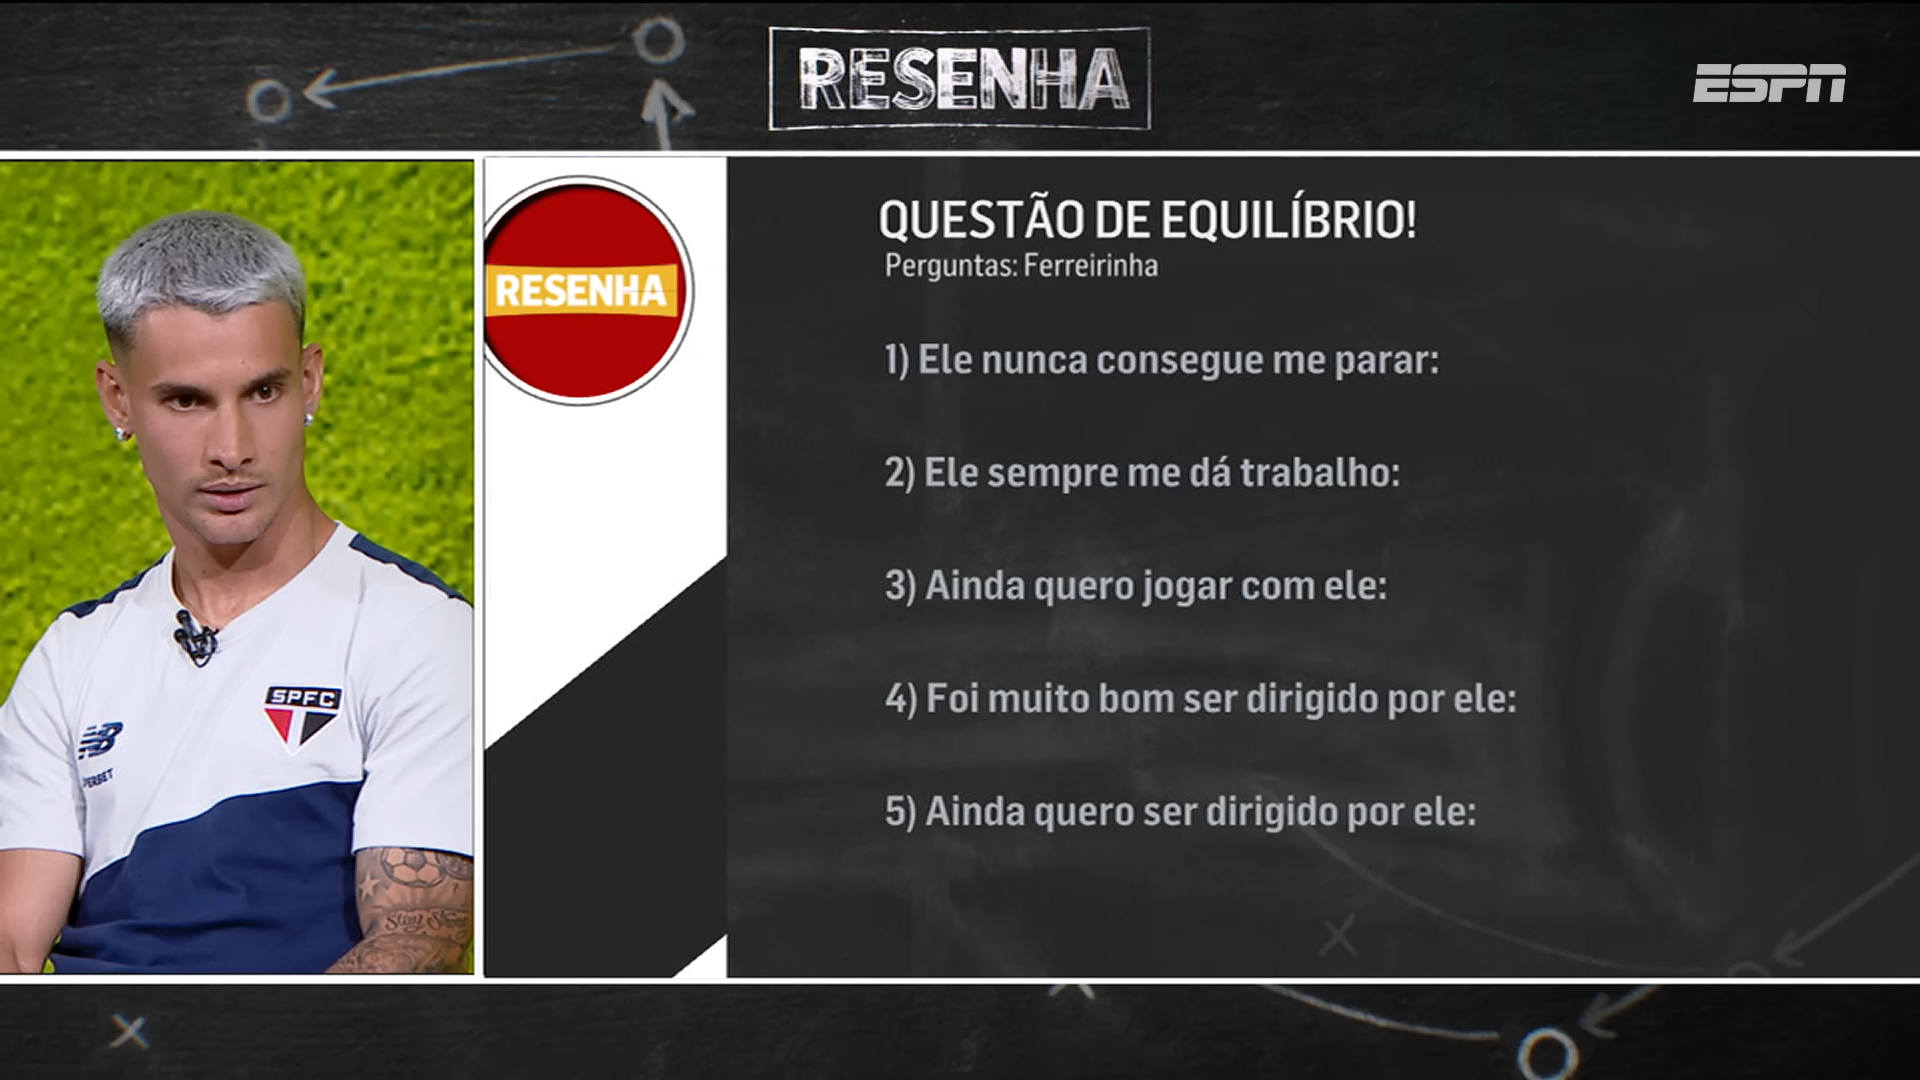 RESENHA
ESPN
RESENHA
QUESTÃO DE EQUILÍBRIO!
Perguntas: Ferreirinha
1) Ele nunca consegue me parar:
2) Ele sempre me dá trabalho:
3) Ainda quero jogar com ele:
4) Foi muito bom ser dirigido por ele:
5) Ainda quero ser dirigido por ele:
SPFC
NB
Stay